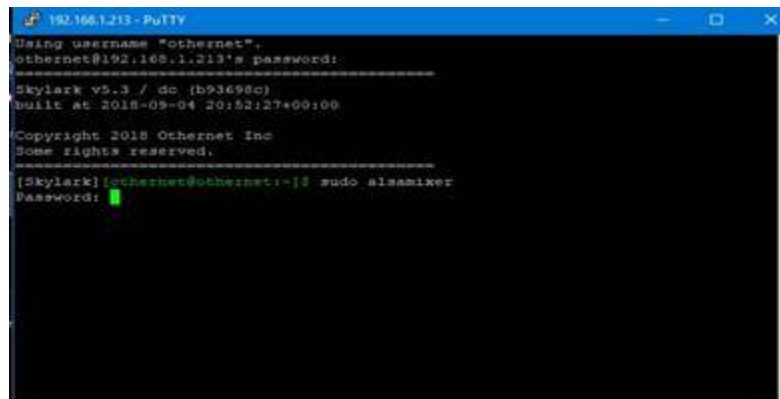 192.168.1.213 - PuTTY
Using username "othernet".
othernet@192.168.1.213's password:
Skylark v5.3 / dc (b93698c)
built at 2018-09-04 20:52:27+00:00
Copyright 2018 Othernet Inc
Some rights reserved.
[Skylark][othernet@othernet:~]$ sudo alsamixer
Password: